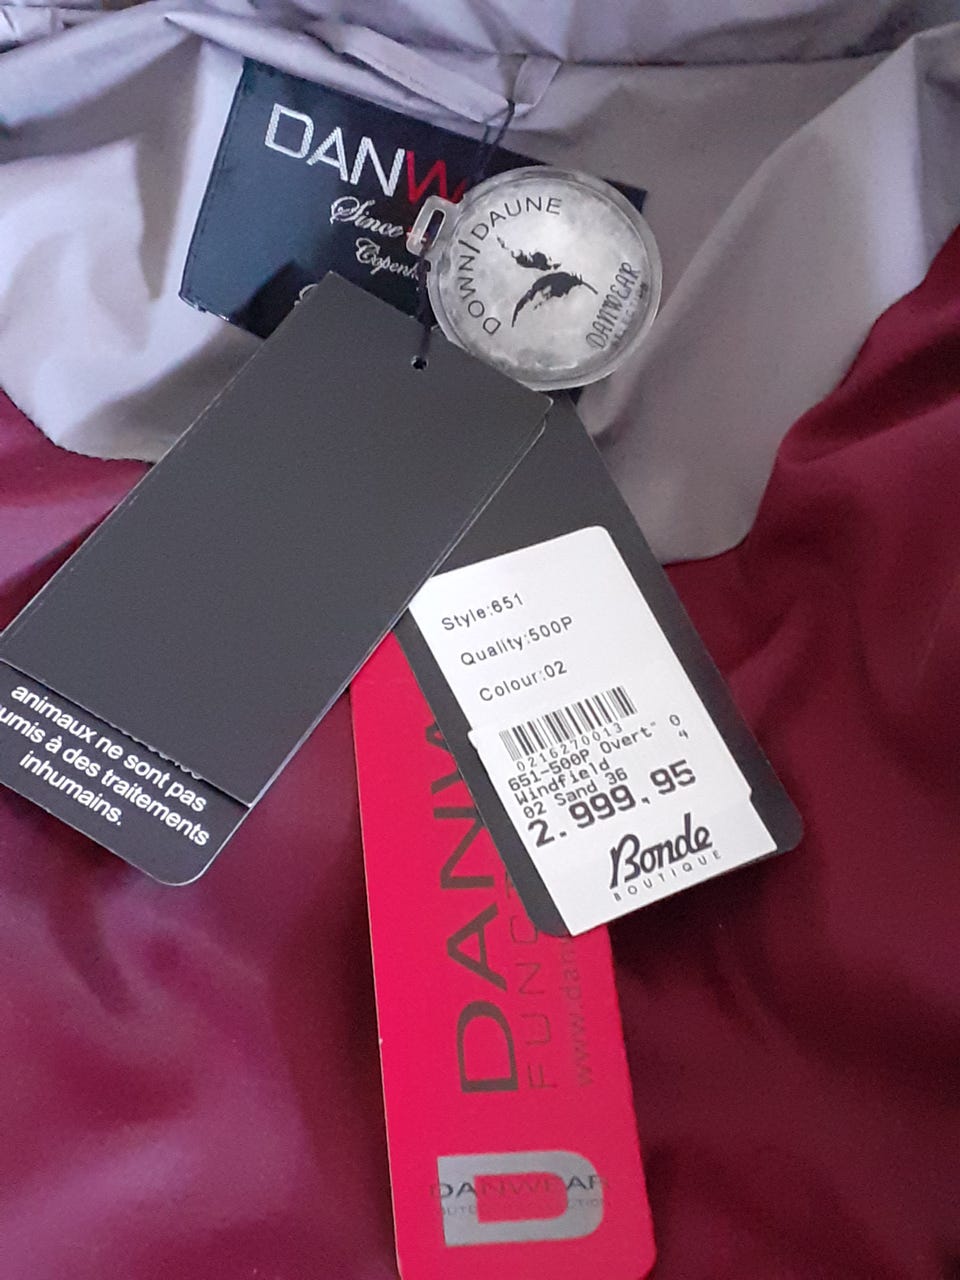 DANW
Since
DOWN/DAUNE
DANWEAR
animaux ne sont pas
umis à des traitements
inhumains.
Style:651
Quality:500P
Colour:02
0216270013
651-500P Overt" 0
Windfield 4
02 Sand 36
2.999,95
Bonde
BOUTIQUE
DANW
FUNC
www.danw
DANWEAR